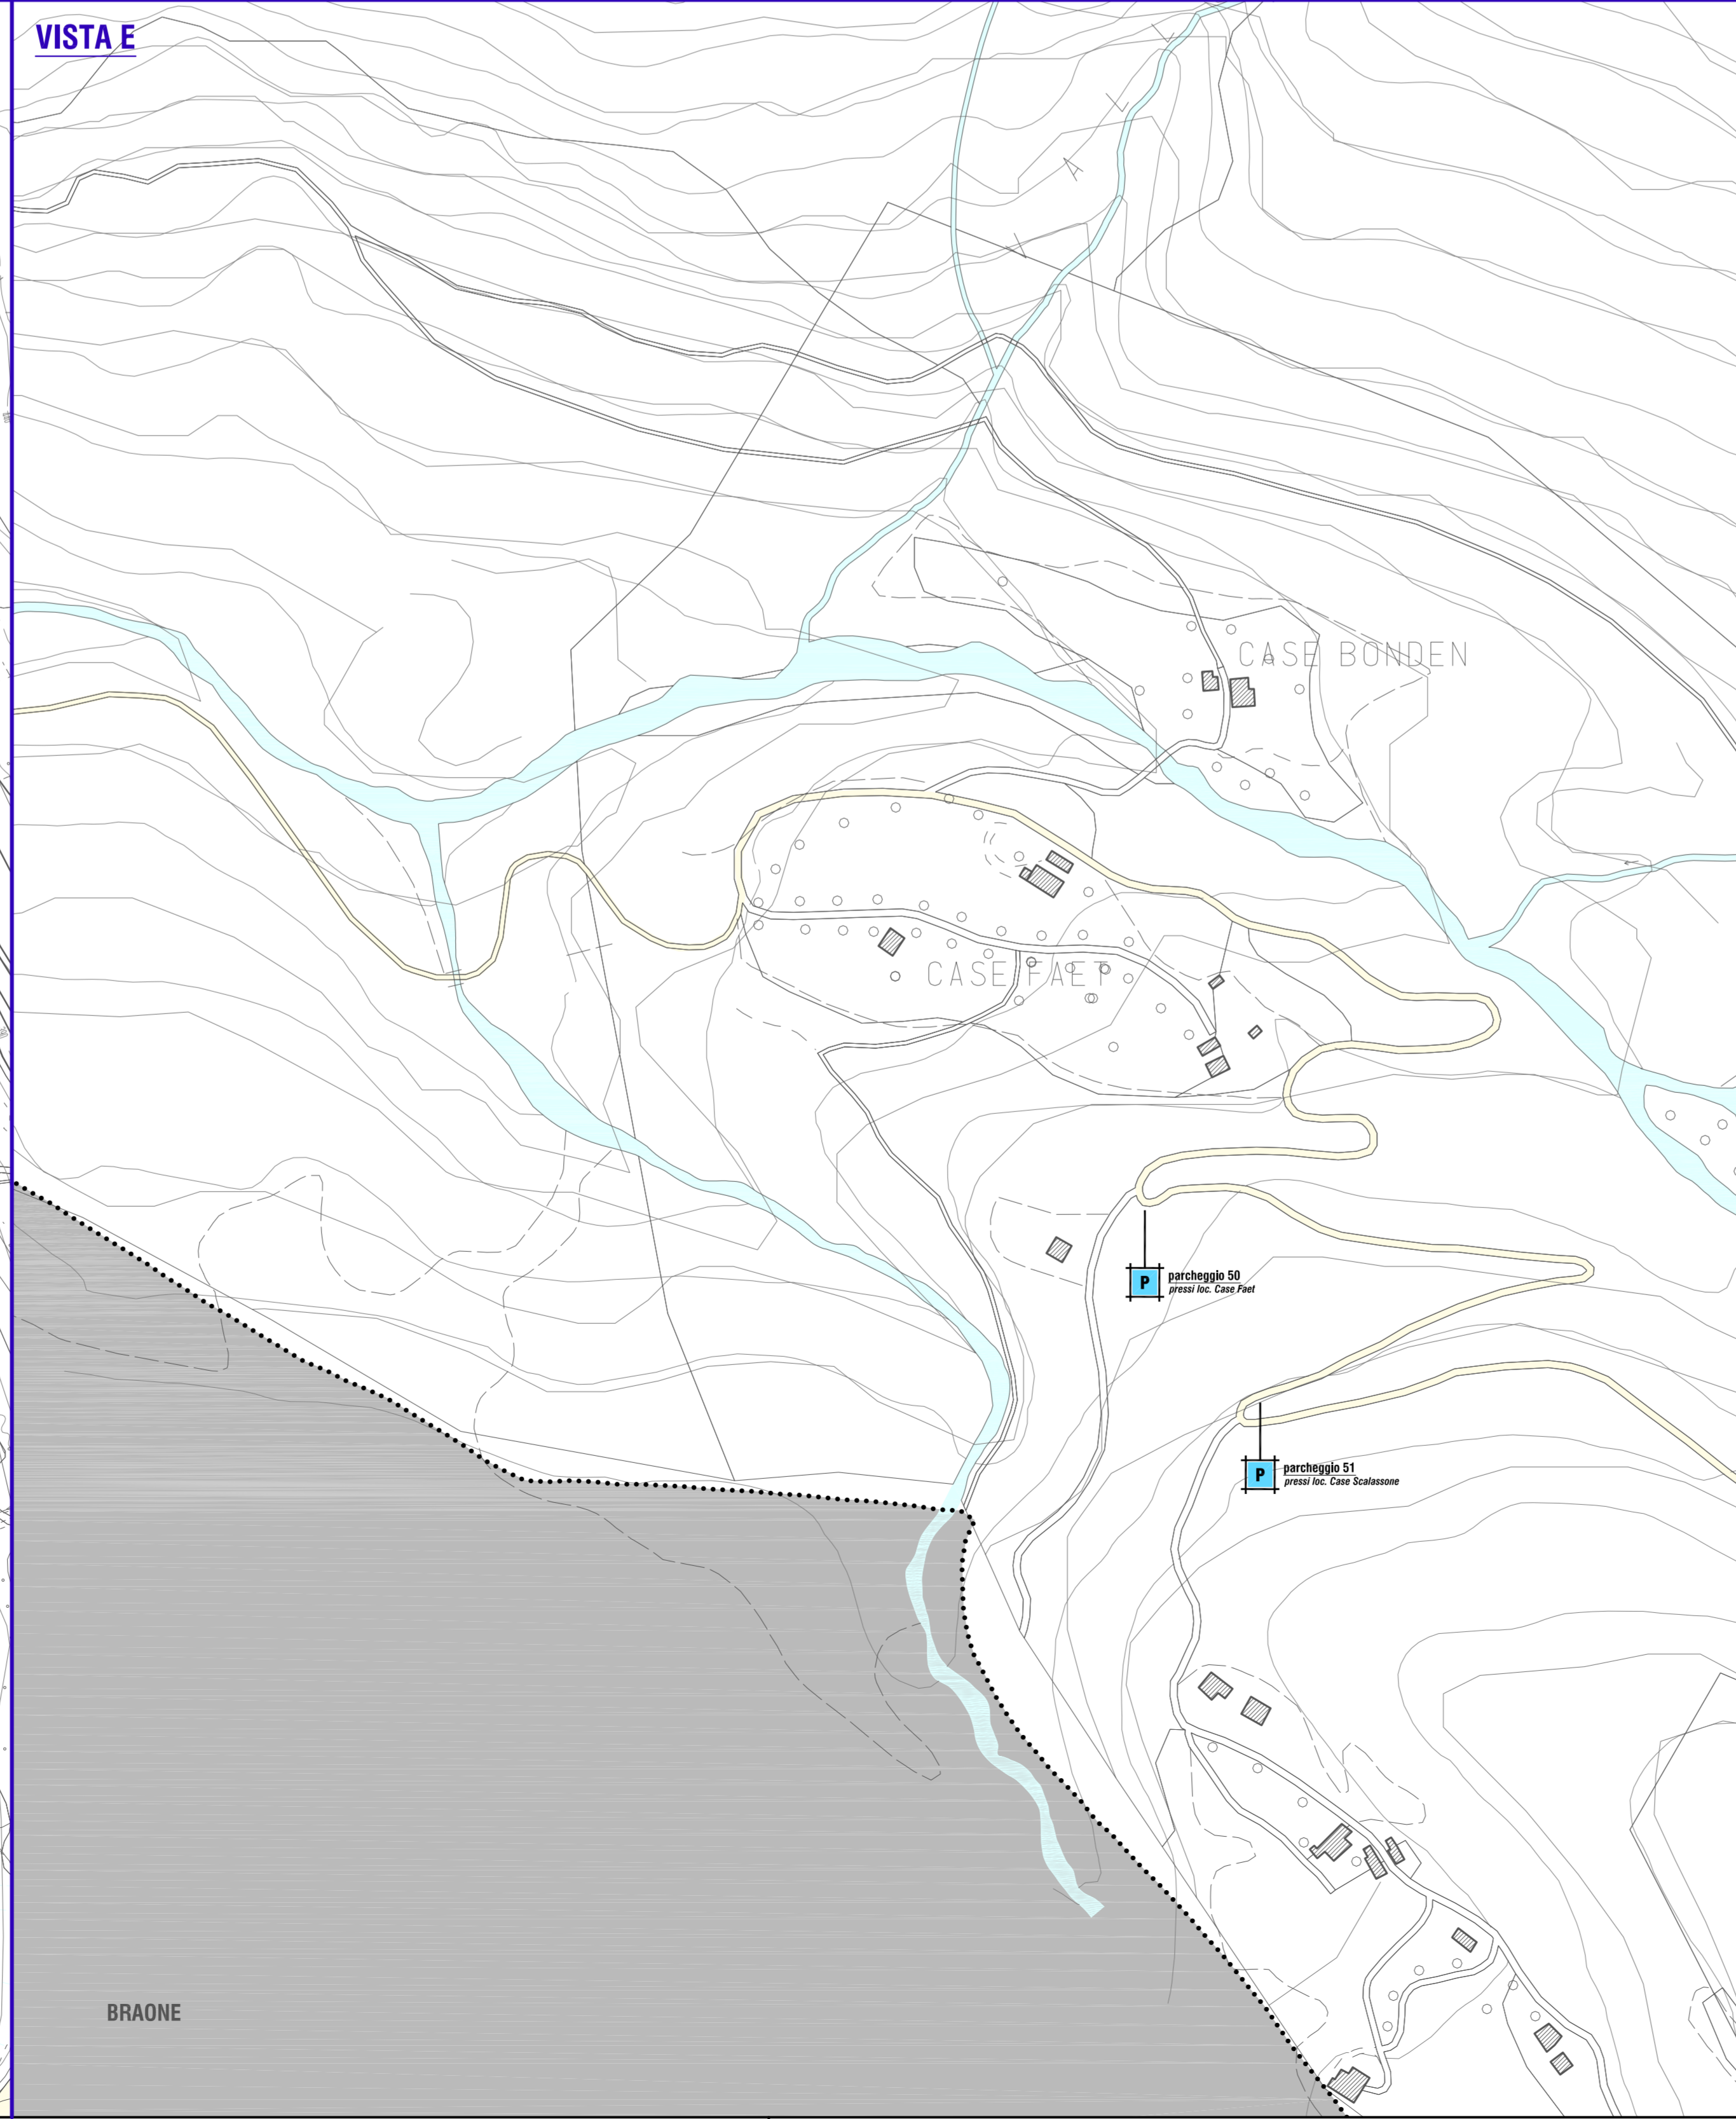 VISTA E
V
A
L
L
CASE BONDEN
CASE FAET
P
parcheggio 50
pressi loc. Case Faet
P
parcheggio 51
pressi loc. Case Scalassone
BRAONE